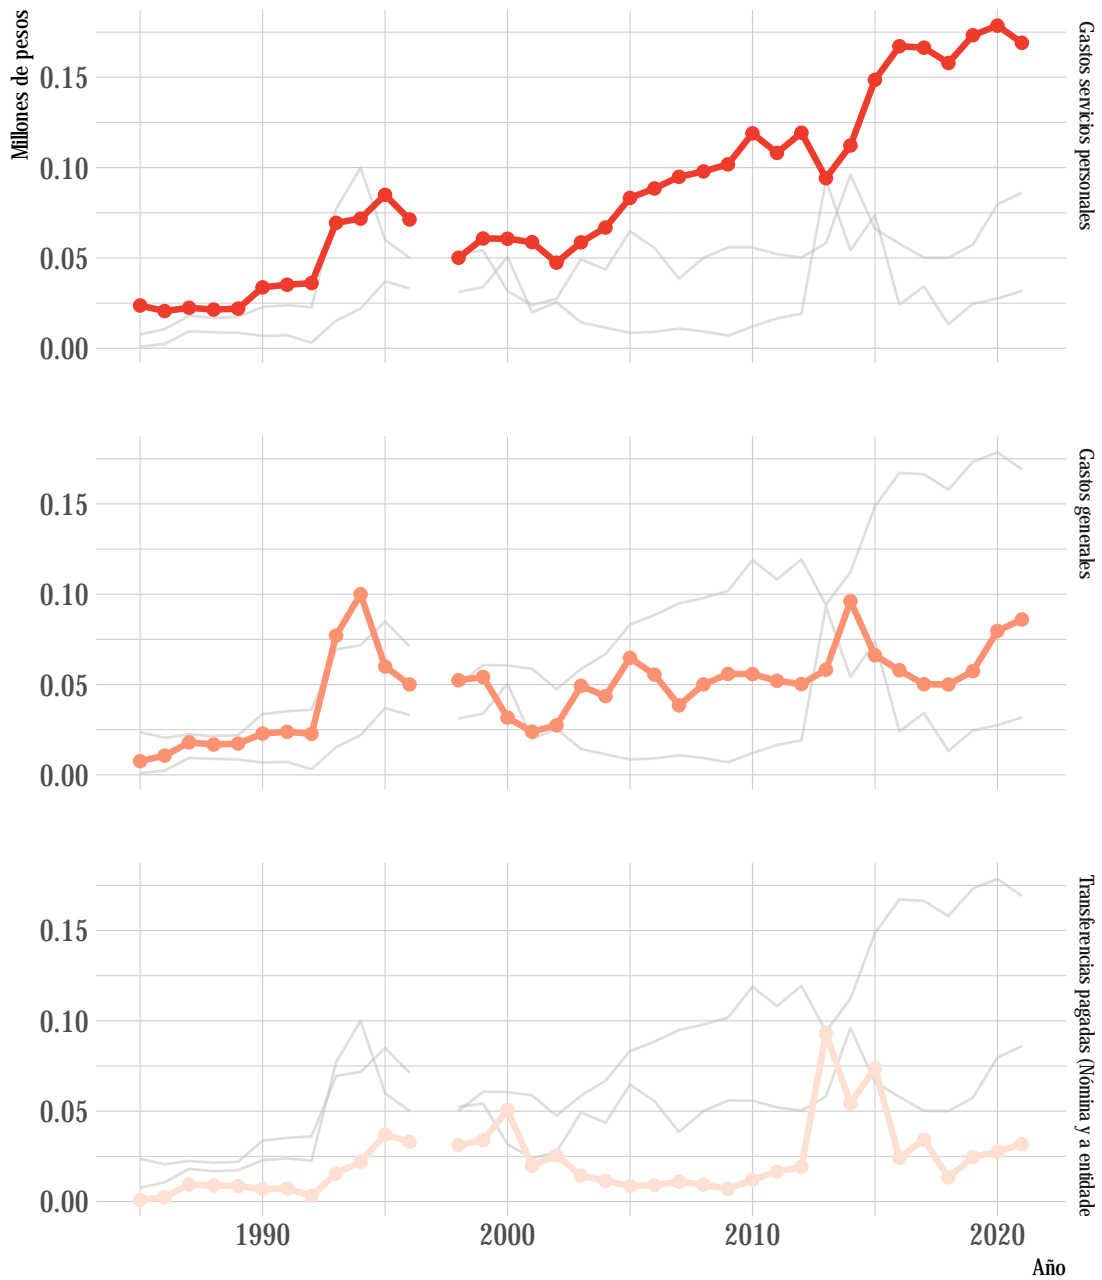 Millones de pesos
0.15
0.10
0.05
0.00
Gastos servicios personales
0.15
0.10
0.05
0.00
Gastos generales
0.15
0.10
0.05
0.00
Transferencias pagadas (Nómina y a entidade
1990 2000 2010 2020
Año